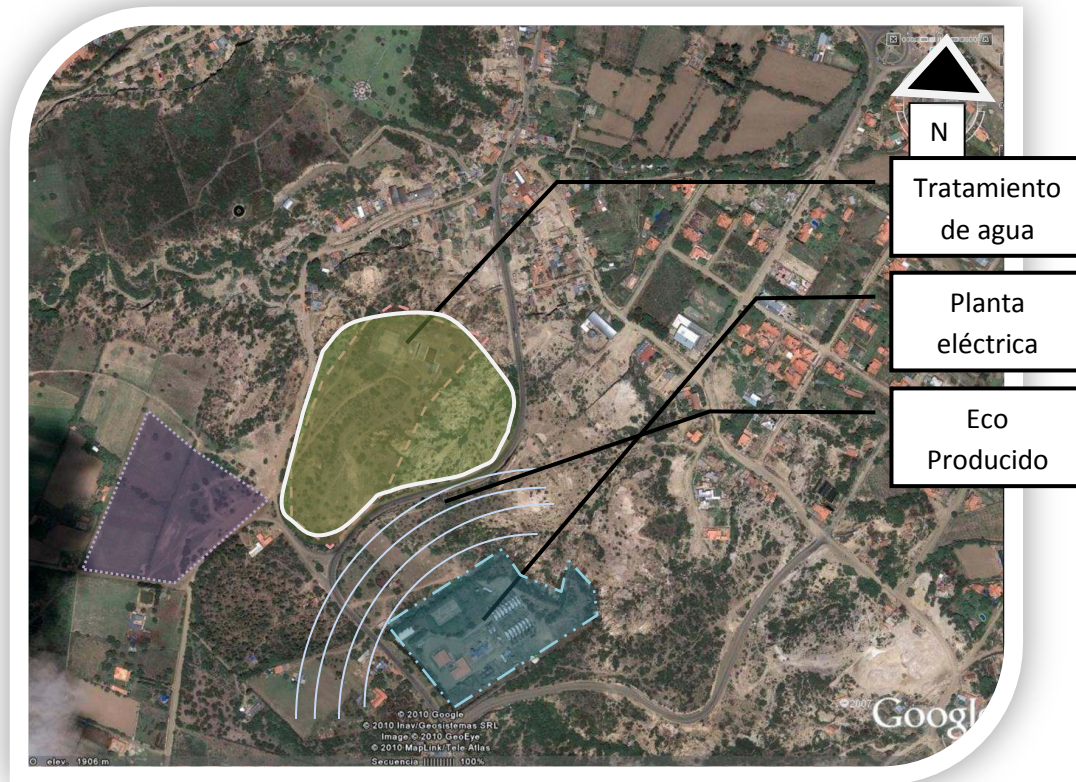 N
Tratamiento
de agua
Planta
eléctrica
Eco
Producido
© 2010 Google
© 2010 Inav/Geosistemas SRL
Image © 2010 GeoEye
© 2010 MapLink/Tele Atlas
Secuencia |||||||||| 100%
elev. 1906 m
Google